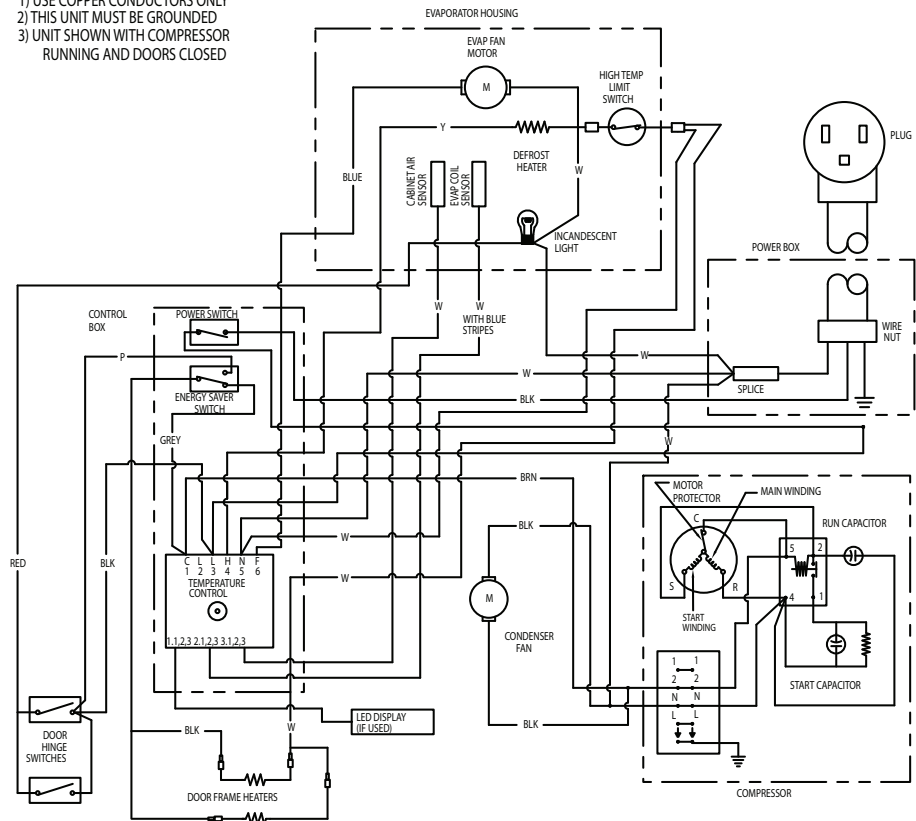 1) USE COPPER CONDUCTORS ONLY
2) THIS UNIT MUST BE GROUNDED
3) UNIT SHOWN WITH COMPRESSOR
RUNNING AND DOORS CLOSED
EVAPORATOR HOUSING
EVAP FAN
MOTOR
M
HIGH TEMP
LIMIT
SWITCH
Y
DEFROST
HEATER
W
BLUE
CABINET AIR
SENSOR
EVAP COIL
SENSOR
INCANDESCENT
LIGHT
PLUG
POWER BOX
WIRE
NUT
SPLICE
CONTROL
BOX
POWER SWITCH
W
W
WITH BLUE
STRIPES
P
W
W
BLK
ENERGY SAVER
SWITCH
GREY
W
BRN
RED
BLK
W
W
C L L H N F
1 2 3 4 5 6
TEMPERATURE
CONTROL
1.1,2,3 2.1,2,3 3.1,2,3
BLK
M
CONDENSER
FAN
BLK
MOTOR
PROTECTOR
MAIN WINDING
C
S
R
START
WINDING
RUN CAPACITOR
5 2
4 1
START CAPACITOR
1 1
2 2
N N
L L
COMPRESSOR
LED DISPLAY
(IF USED)
DOOR
HINGE
SWITCHES
BLK
W
DOOR FRAME HEATERS